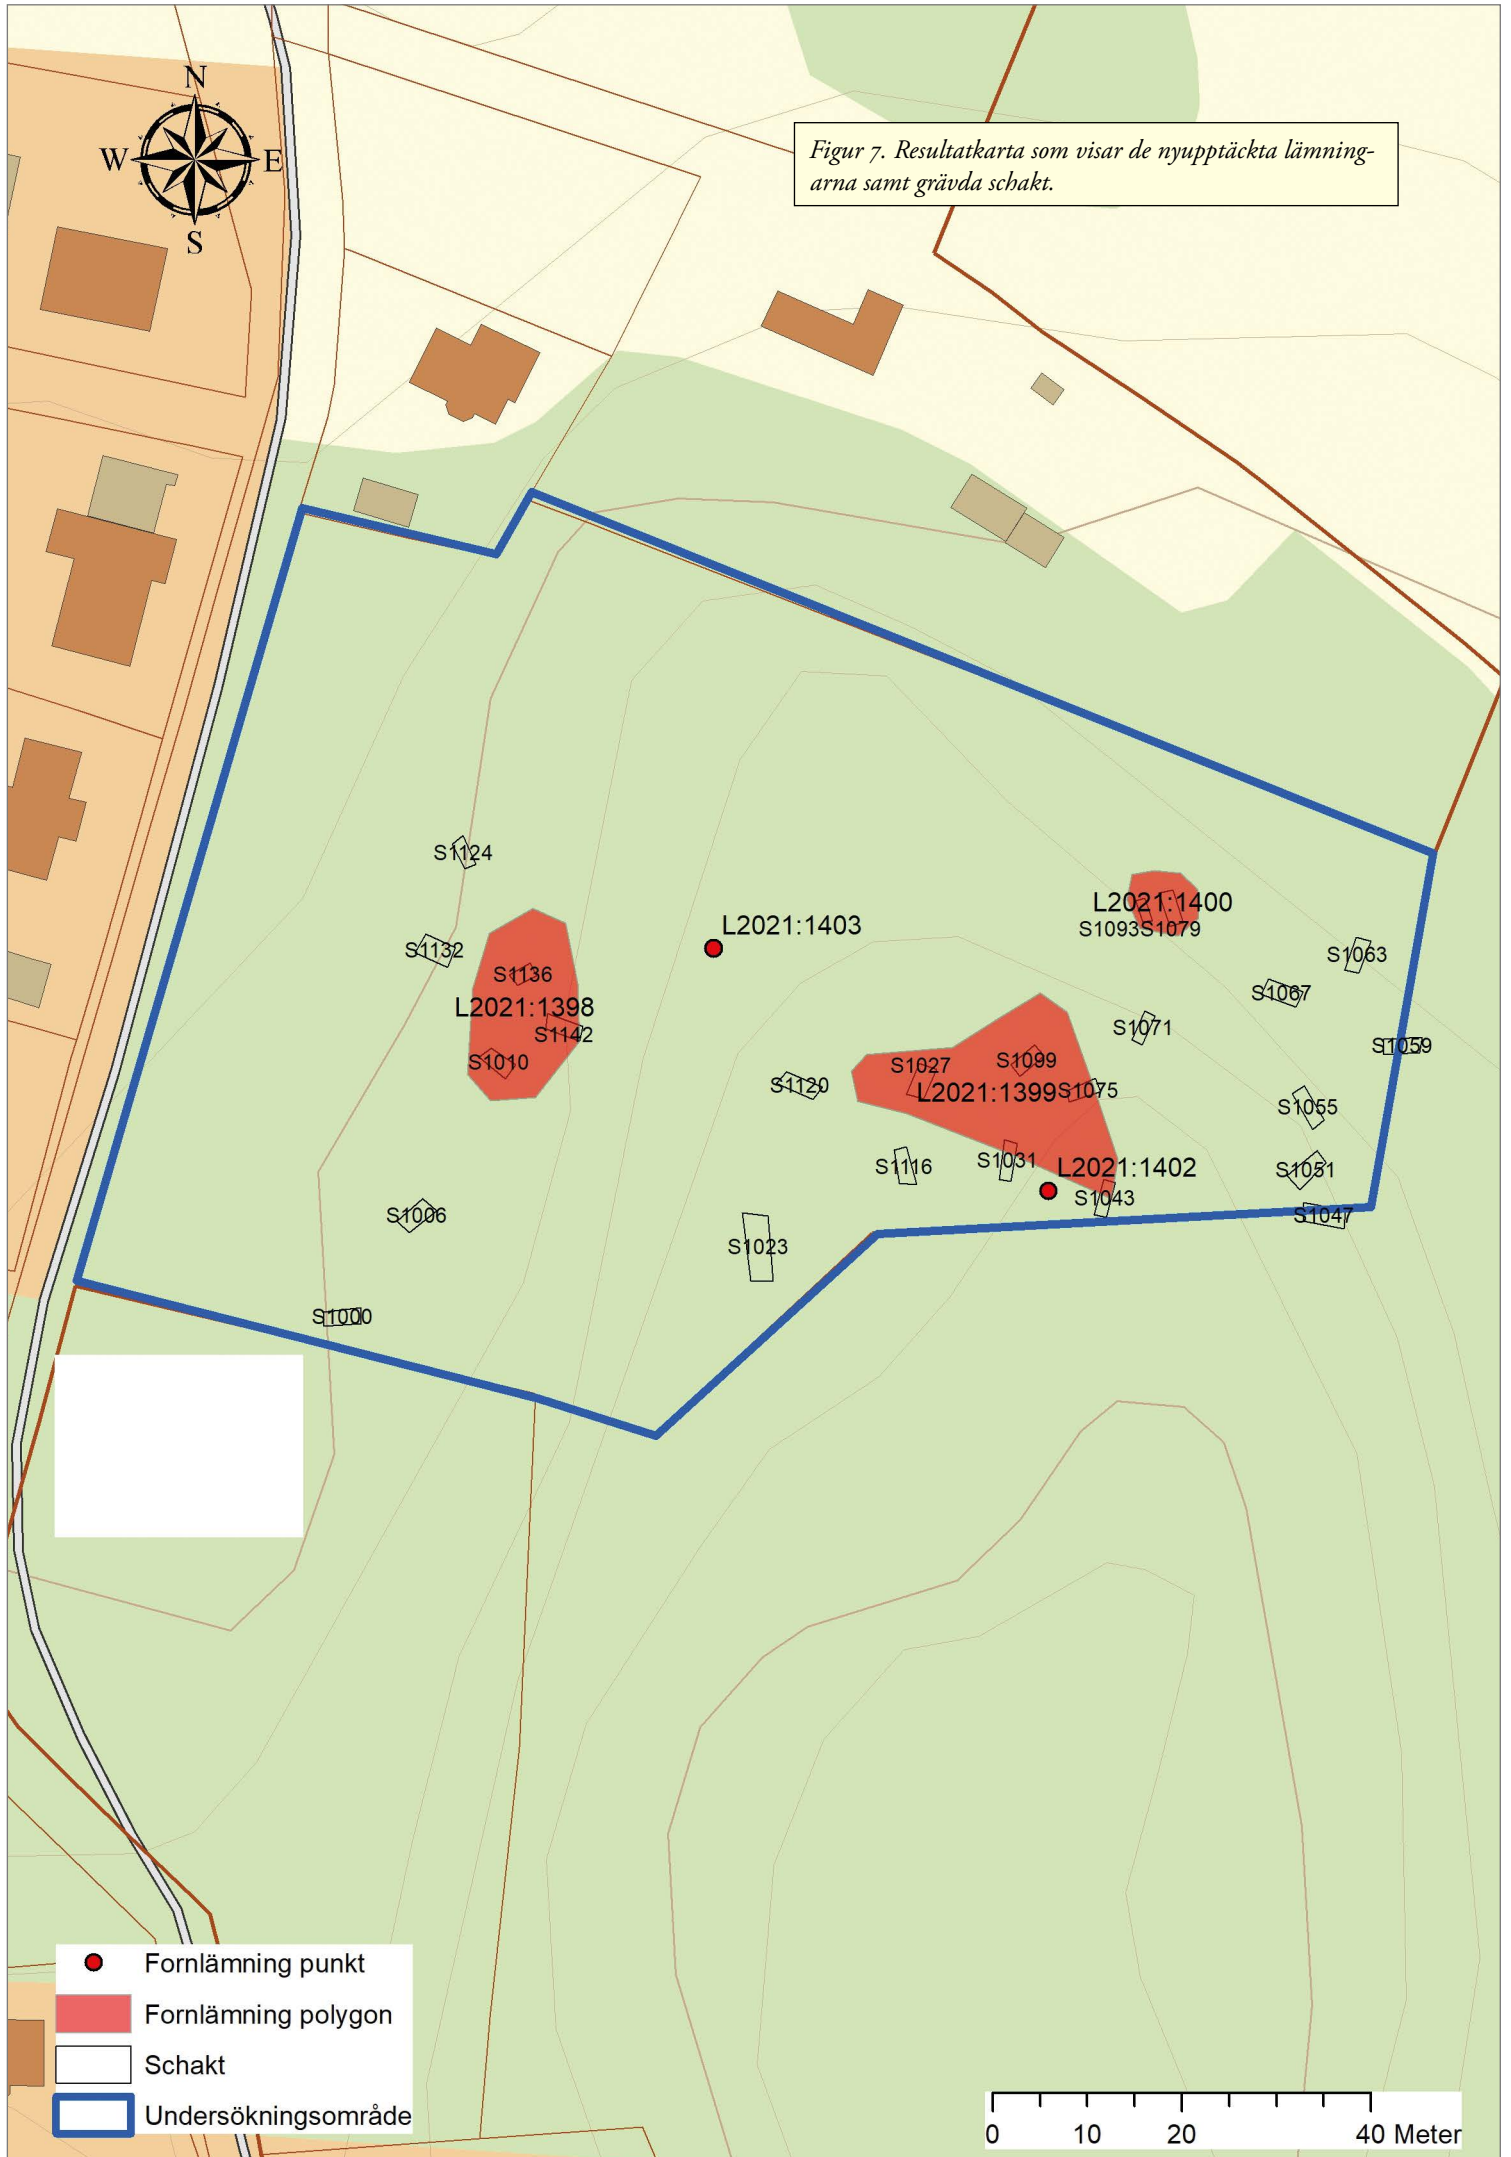 N
W E
S
Figur 7. Resultatkarta som visar de nyupptäckta lämning-
arna samt grävda schakt.
S1124
L2021:1400
L2021:1403
S1093S1079
S1132
S1063
S1136
S1067
L2021:1398
S1142
S1071
S1059
S1010
S1027
S1099
S1120
L2021:1399
S1075
S1055
S1031
S1116
L2021:1402
S1051
S1043
S1006
S1047
S1023
S1000
Fornlämning punkt
Fornlämning polygon
Schakt
Undersökningsområde
0 10 20 40 Meter